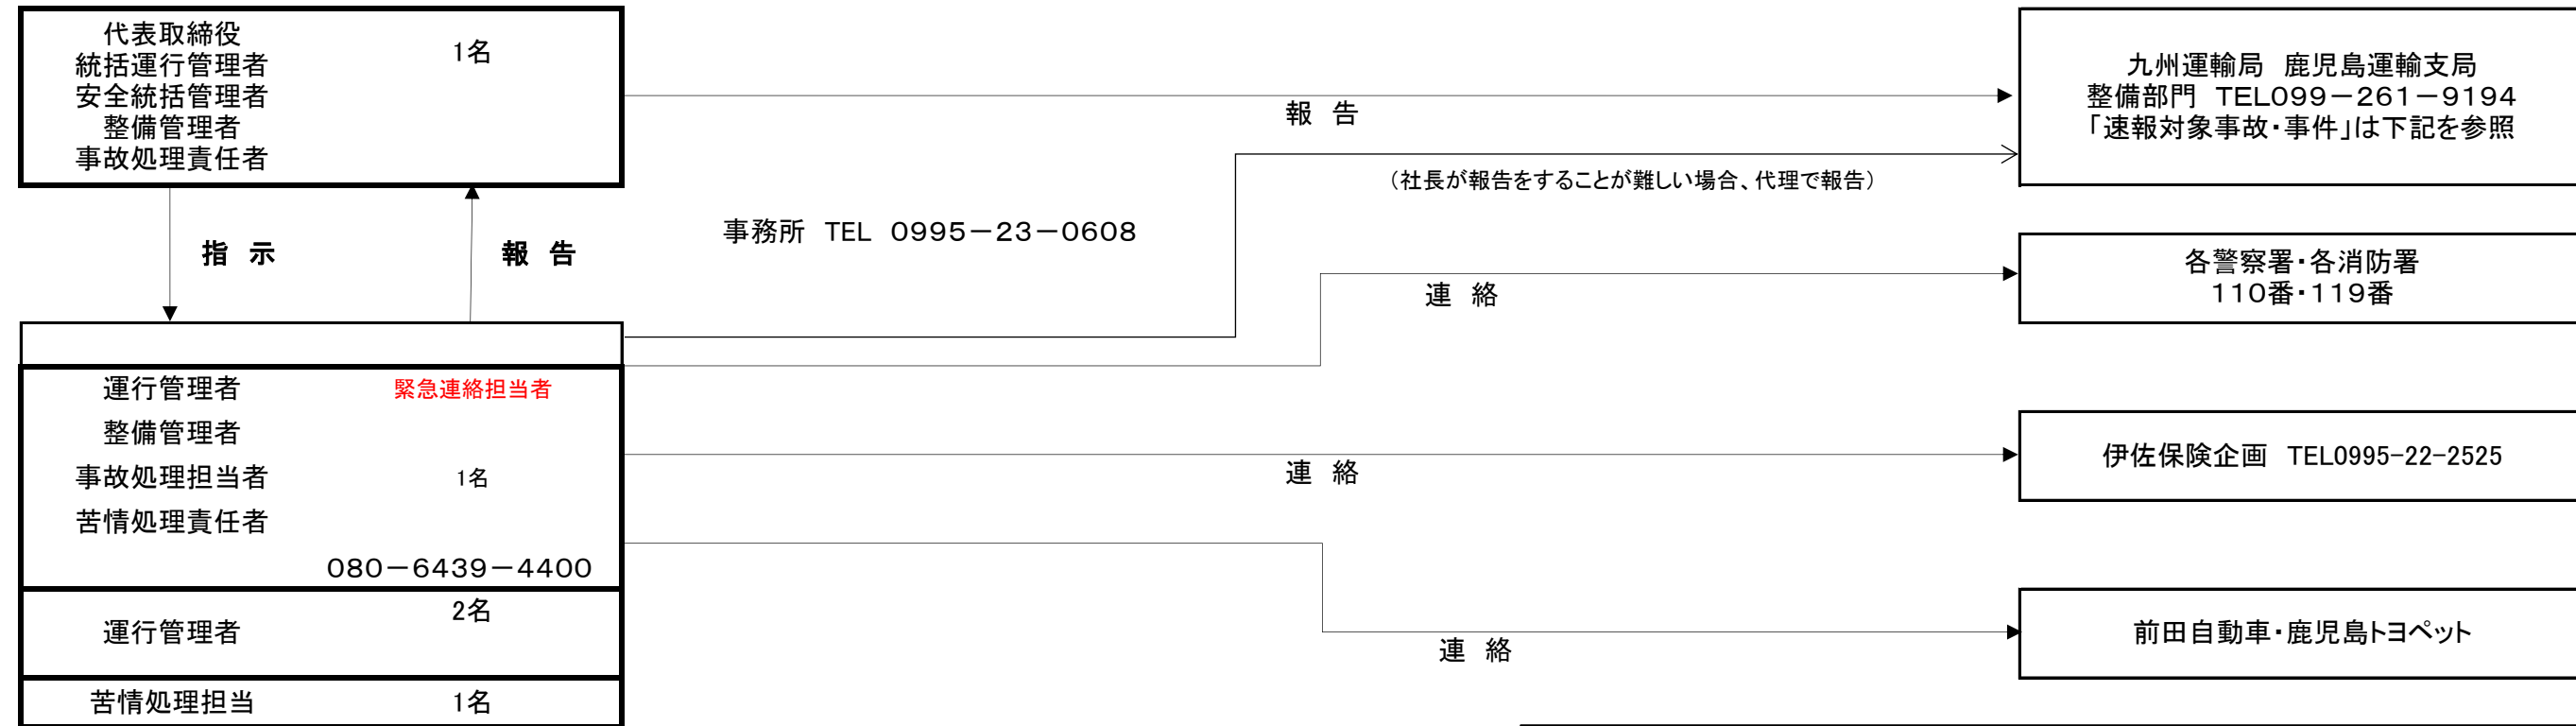 代表取締役
統括運行管理者
安全統括管理者
整備管理者
事故処理責任者
1名
報 告
九州運輸局 鹿児島運輸支局
整備部門 TEL099－261－9194
「速報対象事故・事件」は下記を参照
（社長が報告をすることが難しい場合、代理で報告）
指 示
報 告
事務所 TEL 0995－23－0608
連 絡
各警察署・各消防署
110番・119番
運行管理者 緊急連絡担当者
整備管理者
事故処理担当者 1名
苦情処理責任者
080－6439－4400
連 絡
伊佐保険企画 TEL0995-22-2525
運行管理者 2名
連 絡
前田自動車・鹿児島トヨペット
苦情処理担当 1名